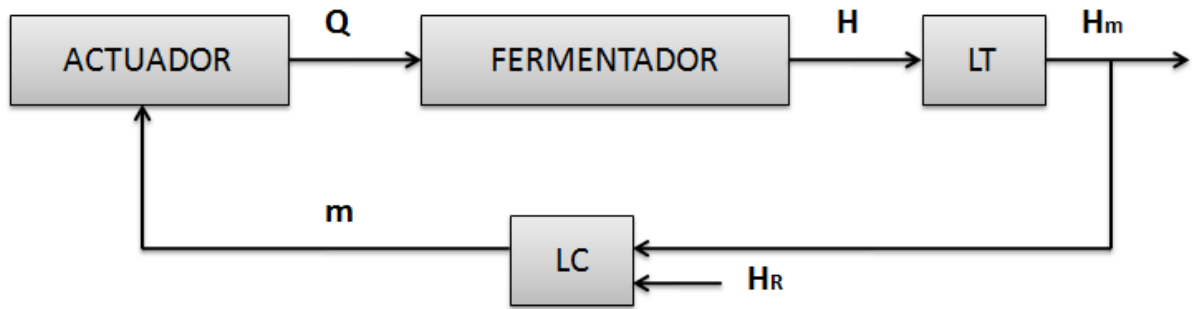 Q
H
Hm
ACTUADOR
FERMENTADOR
LT
m
LC
HR